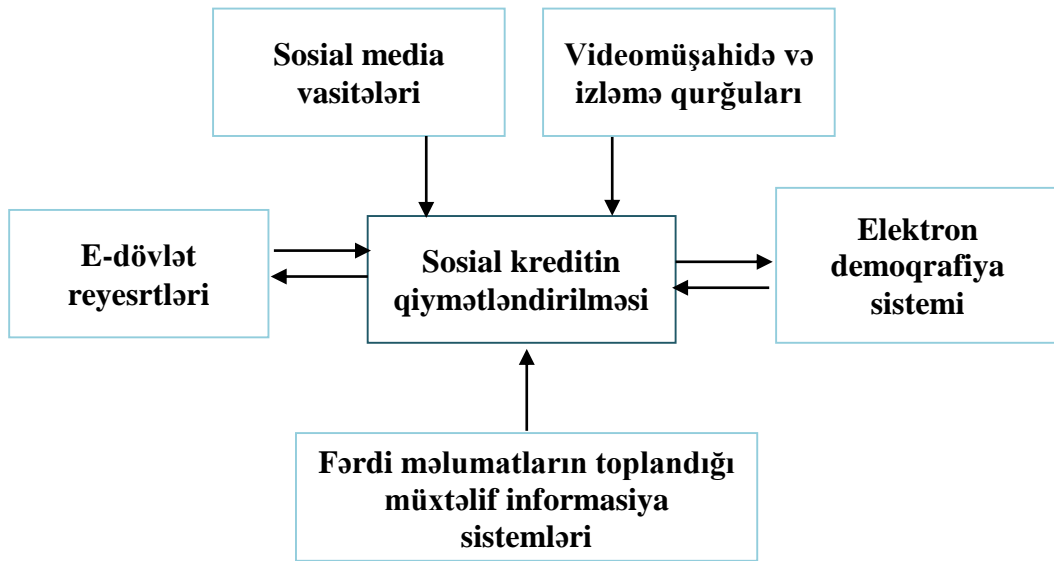 Sosial media
vasitələri
Videomüşahidə və
izləmə qurğuları
E-dövlət
reyesrtləri
Sosial kreditin
qiymətləndirilməsi
Elektron
demoqrafiya
sistemi
Fərdi məlumatların toplandığı
müxtəlif informasiya
sistemləri